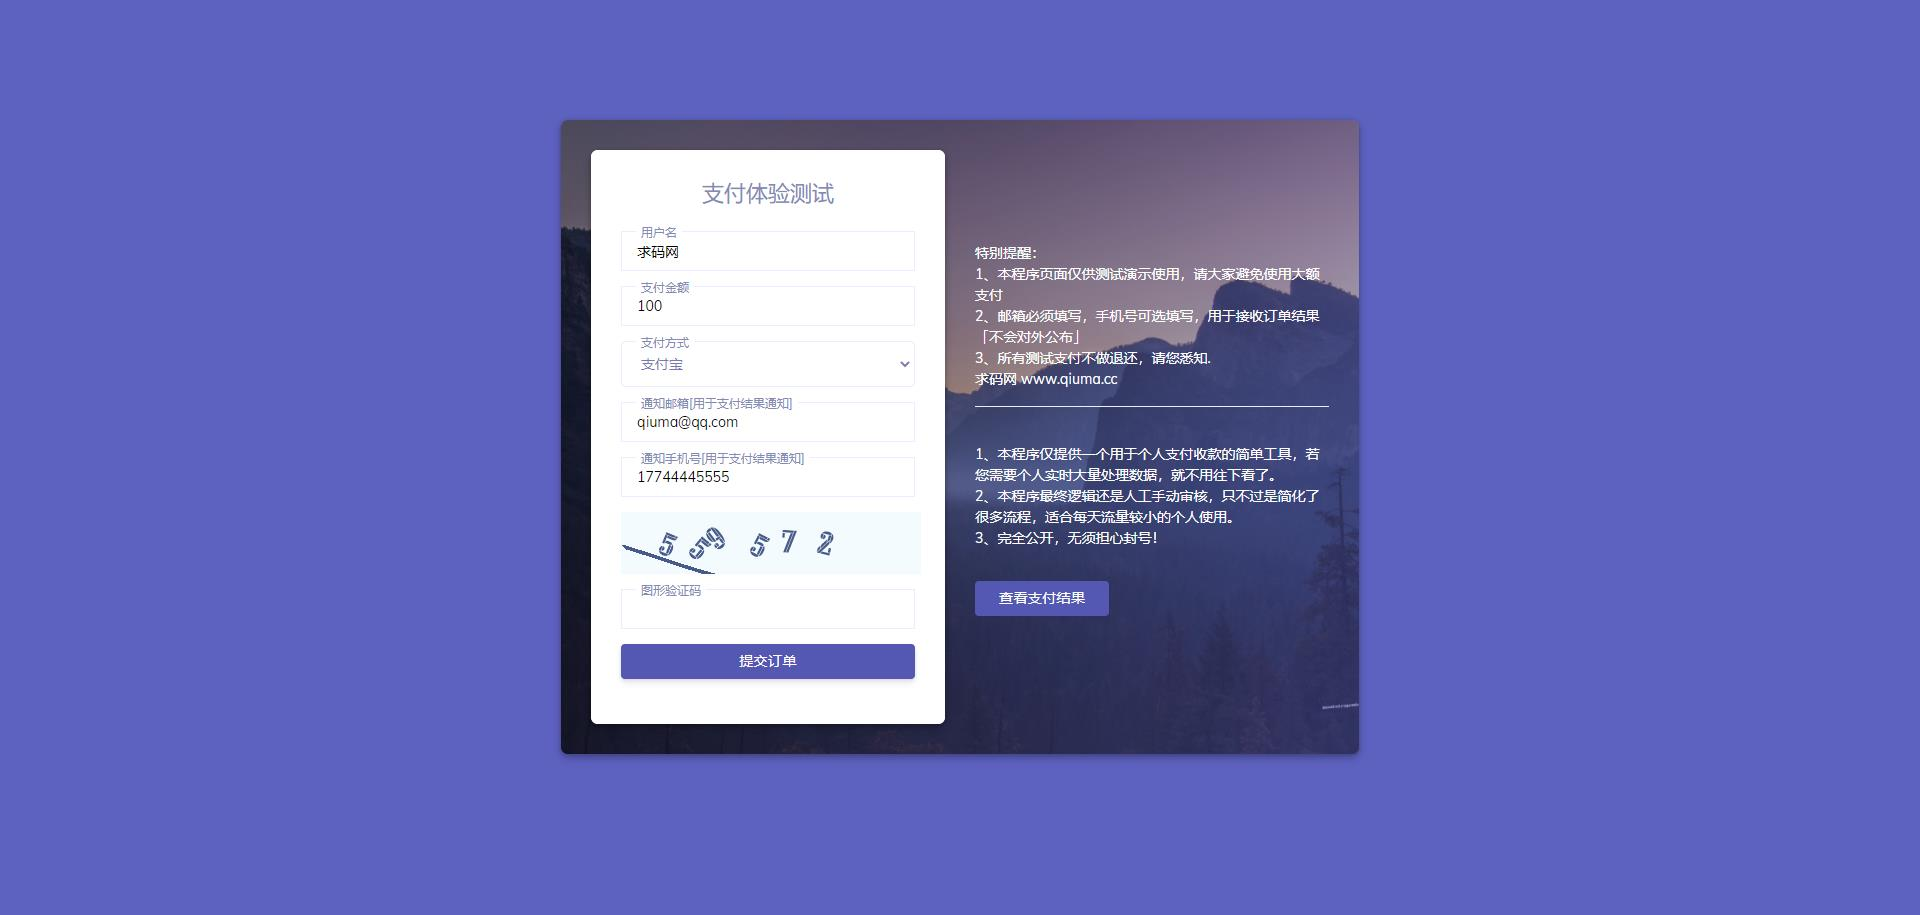 支付体验测试
用户名
求码网
支付金额
100
支付方式
支付宝
通知邮箱[用于支付结果通知]
qiuma@qq.com
通知手机号[用于支付结果通知]
17744445555
559 572
图形验证码
提交订单
特别提醒：
1、本程序页面仅供测试演示使用，请大家避免使用大额
支付
2、邮箱必须填写，手机号可选填写，用于接收订单结果
「不会对外公布」
3、所有测试支付不做退还，请您悉知.
求码网 www.qiuma.cc
1、本程序仅提供一个用于个人支付收款的简单工具，若
您需要个人实时大量处理数据，就不用往下看了。
2、本程序最终逻辑还是人工手动审核，只不过是简化了
很多流程，适合每天流量较小的个人使用。
3、完全公开，无须担心封号！
查看支付结果